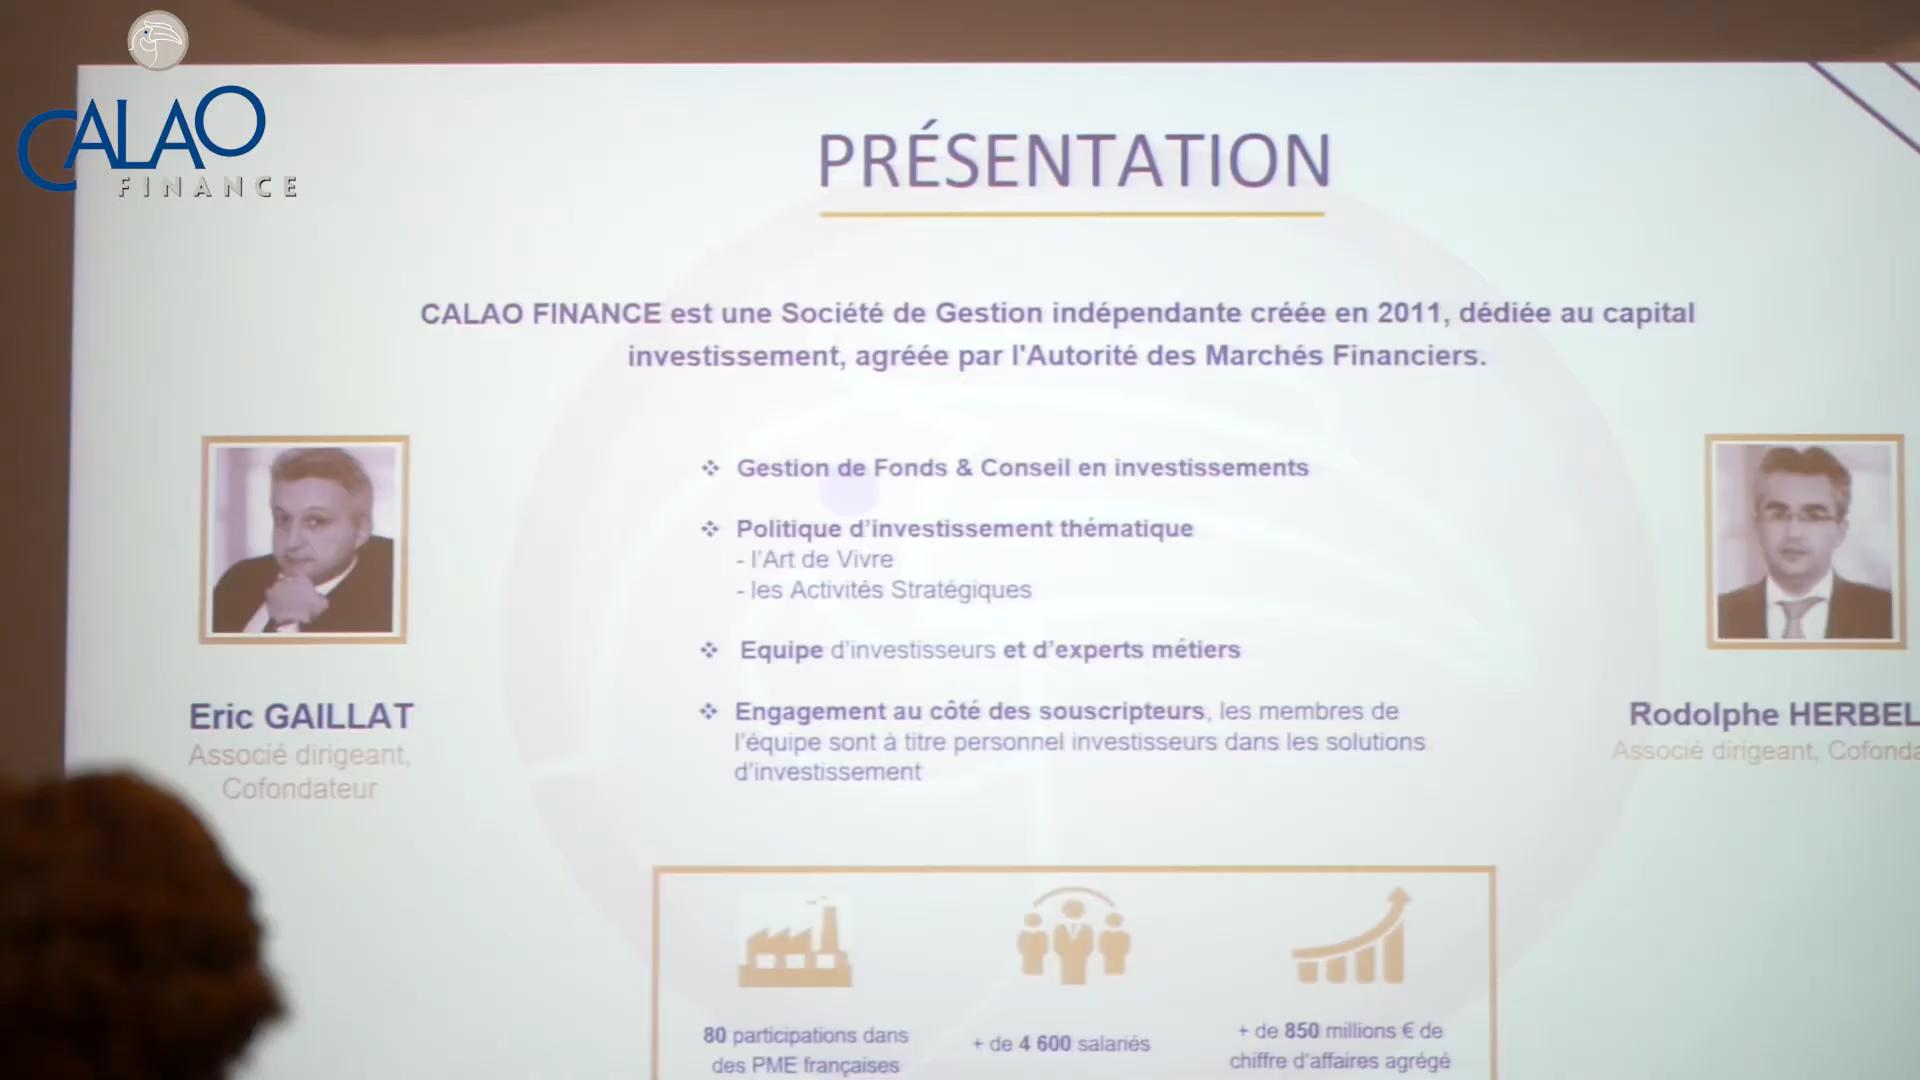 CALAO
FINANCE
PRÉSENTATION
CALAO FINANCE est une Société de Gestion indépendante créée en 2011, dédiée au capital
investissement, agréée par l'Autorité des Marchés Financiers.
❖ Gestion de Fonds & Conseil en investissements
❖ Politique d'investissement thématique
- l'Art de Vivre
- les Activités Stratégiques
❖ Equipe d'investisseurs et d'experts métiers
❖ Engagement au côté des souscripteurs, les membres de
l'équipe sont à titre personnel investisseurs dans les solutions
d'investissement
Eric GAILLAT
Associé dirigeant,
Cofondateur
Rodolphe HERBEL
Associé dirigeant, Cofonda
80 participations dans
des PME françaises
+ de 4 600 salariés
+ de 850 millions € de
chiffre d'affaires agrégé